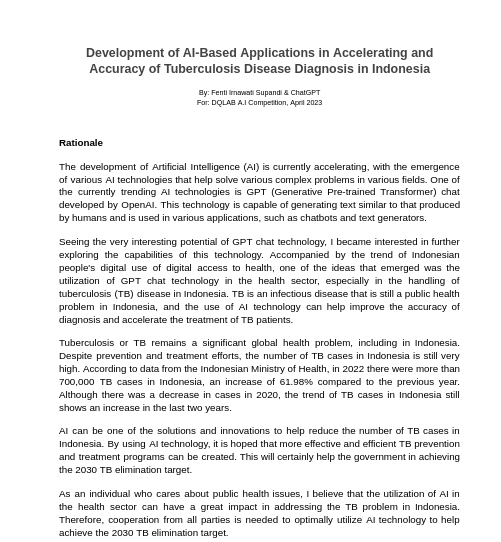 Development of AI-Based Applications in Accelerating and
Accuracy of Tuberculosis Disease Diagnosis in Indonesia
By: Fenti Irnawati Supandi & ChatGPT
For: DQLAB A.I Competition, April 2023
Rationale
The development of Artificial Intelligence (AI) is currently accelerating, with the emergence
of various AI technologies that help solve various complex problems in various fields. One of
the currently trending AI technologies is GPT (Generative Pre-trained Transformer) chat
developed by OpenAI. This technology is capable of generating text similar to that produced
by humans and is used in various applications, such as chatbots and text generators.
Seeing the very interesting potential of GPT chat technology, I became interested in further
exploring the capabilities of this technology. Accompanied by the trend of Indonesian
people's digital use of digital access to health, one of the ideas that emerged was the
utilization of GPT chat technology in the health sector, especially in the handling of
tuberculosis (TB) disease in Indonesia. TB is an infectious disease that is still a public health
problem in Indonesia, and the use of AI technology can help improve the accuracy of
diagnosis and accelerate the treatment of TB patients.
Tuberculosis or TB remains a significant global health problem, including in Indonesia.
Despite prevention and treatment efforts, the number of TB cases in Indonesia is still very
high. According to data from the Indonesian Ministry of Health, in 2022 there were more than
700,000 TB cases in Indonesia, an increase of 61.98% compared to the previous year.
Although there was a decrease in cases in 2020, the trend of TB cases in Indonesia still
shows an increase in the last two years.
AI can be one of the solutions and innovations to help reduce the number of TB cases in
Indonesia. By using AI technology, it is hoped that more effective and efficient TB prevention
and treatment programs can be created. This will certainly help the government in achieving
the 2030 TB elimination target.
As an individual who cares about public health issues, I believe that the utilization of AI in
the health sector can have a great impact in addressing the TB problem in Indonesia.
Therefore, cooperation from all parties is needed to optimally utilize AI technology to help
achieve the 2030 TB elimination target.